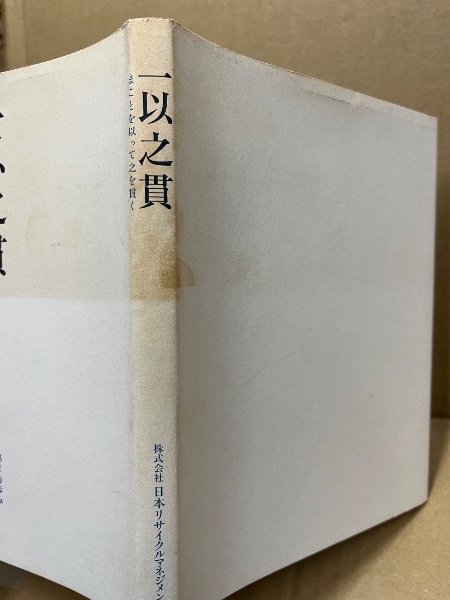 一以之貫
まことを以って之を貫く
株式会社 日本リサイクルマネジメン